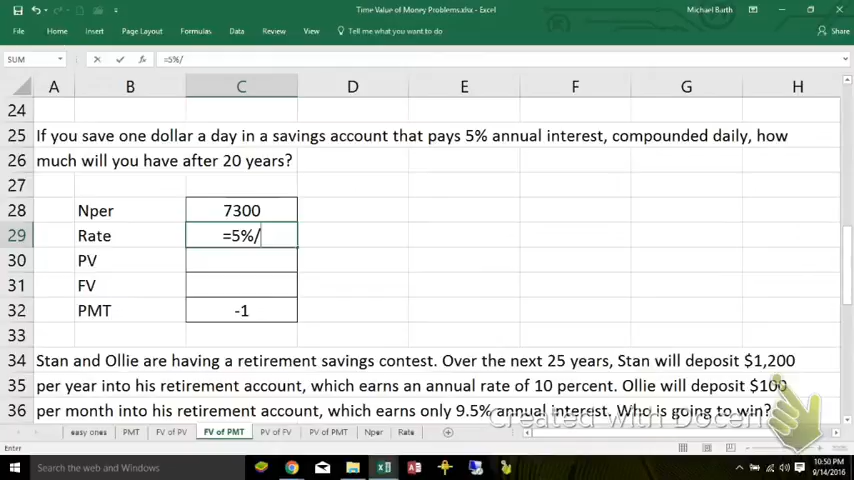 Time Value of Money Problems.xlsx - Excel
Michael Barth
File Home Insert Page Layout Formulas Data Review View Tell me what you want to do Share
SUM =5%/
A B C D E F G H
24
25 If you save one dollar a day in a savings account that pays 5% annual interest, compounded daily, how
26 much will you have after 20 years?
27
28 Nper 7300
29 Rate =5%/
30 PV
31 FV
32 PMT -1
33
34 Stan and Ollie are having a retirement savings contest. Over the next 25 years, Stan will deposit $1,200
35 per year into his retirement account, which earns an annual rate of 10 percent. Ollie will deposit $100
36 per month into his retirement account, which earns only 9.5% annual interest. Who is going to win?
easy ones PMT FV of PV FV of PMT PV of FV PV of PMT Nper Rate
Created with Docer
Enter
Search the web and Windows
10:50 PM
9/14/2016